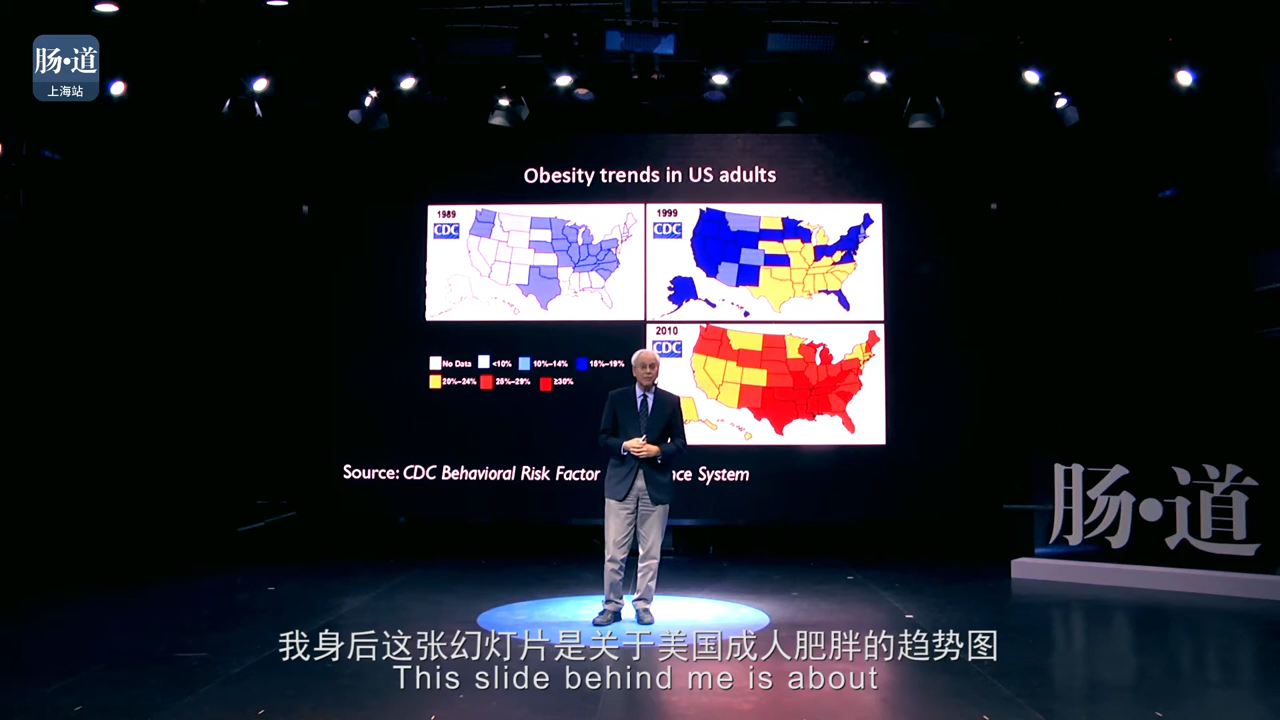 肠·道
上海站
Obesity trends in US adults
1989
CDC
1999
CDC
2010
CDC
No Data <10% 10%–14% 15%–19%
20%–24% 25%–29% ≥30%
Source: CDC Behavioral Risk Factor nce System
肠·道
我身后这张幻灯片是关于美国成人肥胖的趋势图
This slide behind me is about